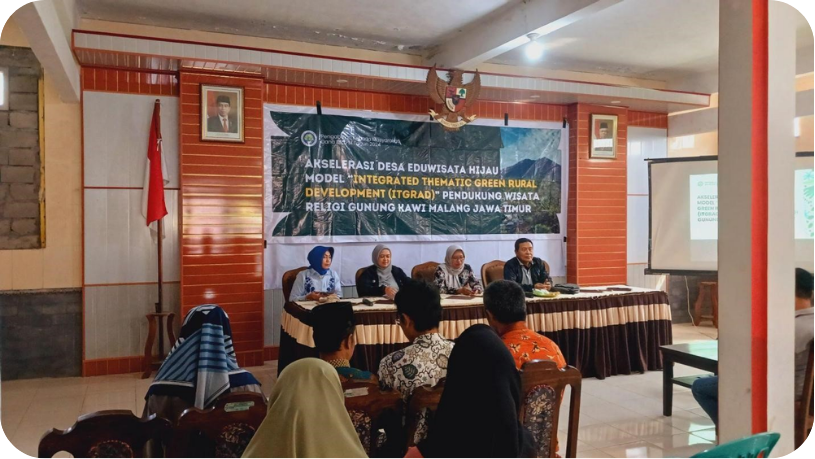 AKSELERASI DESA EDUWISATA HIJAU
MODEL "INTEGRATED THEMATIC GREEN RURAL
DEVELOPMENT (ITGRAD)" PENDUKUNG WISATA
RELIGI GUNUNG KAWI MALANG JAWA TIMUR